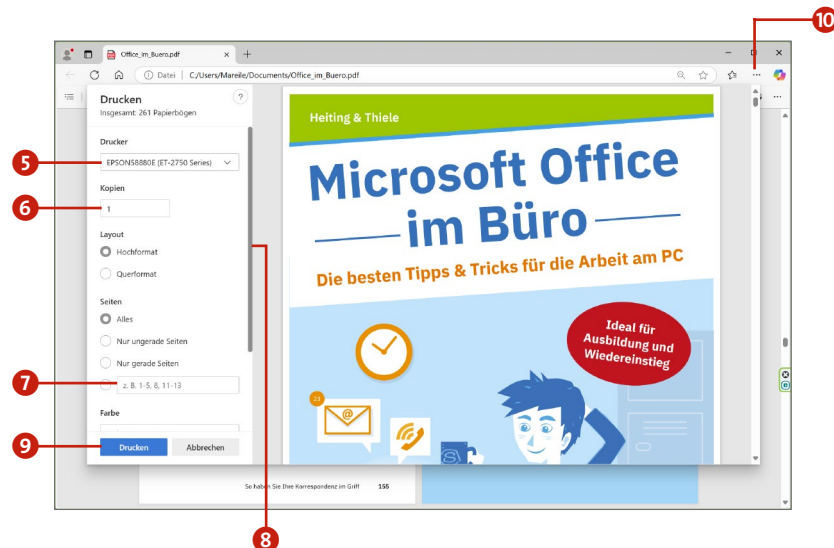 10
Office_im_Buero.pdf
Datei | C:/Users/Mareile/Documents/Office_im_Buero.pdf
Drucken
?
Insgesamt: 261 Papierbögen
Drucker
5
EPSON58880E (ET-2750 Series)
Kopien
6
1
Layout
Hochformat
Querformat
Seiten
Alles
Nur ungerade Seiten
Nur gerade Seiten
7
z. B. 1-5, 8, 11-13
Farbe
9
Drucken
Abbrechen
8
Heiting & Thiele
Microsoft Office
im Büro
Die besten Tipps & Tricks für die Arbeit am PC
Ideal für
Ausbildung und
Wiedereinstieg
23
@
So haben Sie Ihre Korrespondenz im Griff 155